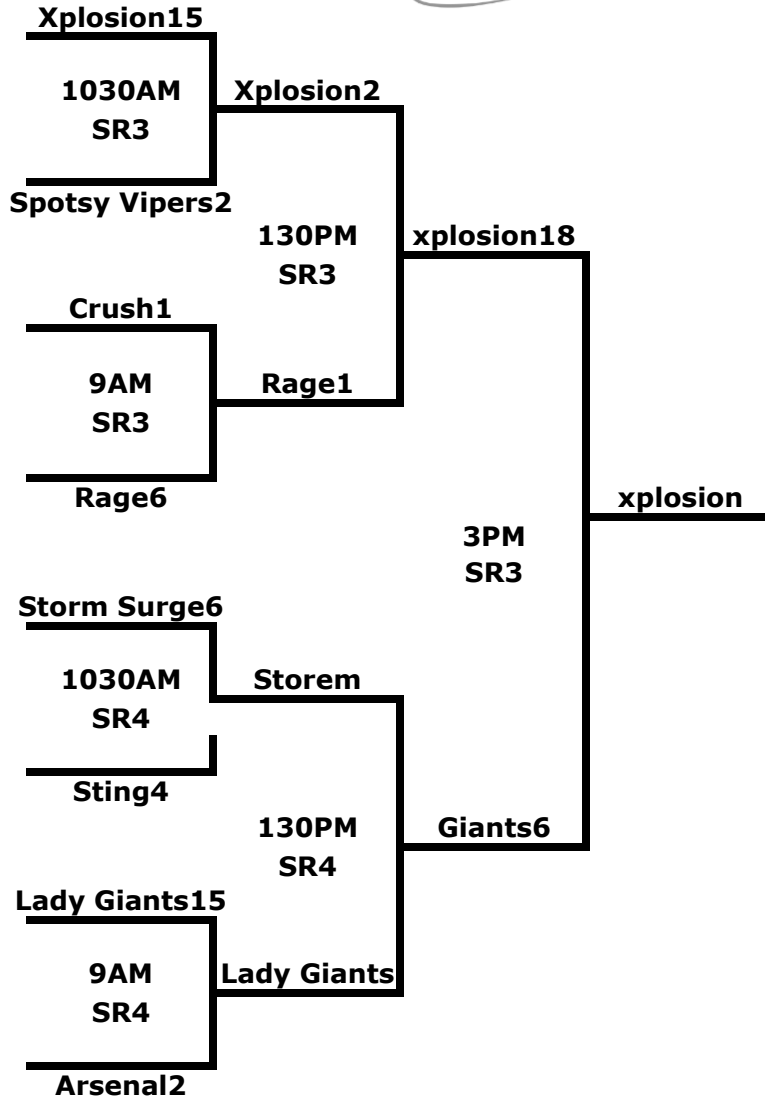 Xplosion15
1030AM
SR3
Xplosion2
Spotsy Vipers2
130PM
SR3
xplosion18
Crush1
9AM
SR3
Rage1
Rage6
3PM
SR3
xplosion
Storm Surge6
1030AM
SR4
Storem
Sting4
130PM
SR4
Giants6
Lady Giants15
9AM
SR4
Lady Giants
Arsenal2